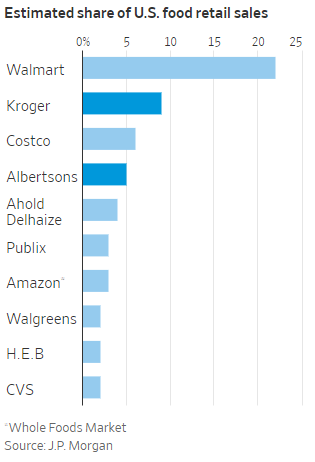 Estimated share of U.S. food retail sales
0% 5 10 15 20 25
Walmart
Kroger
Costco
Albertsons
Ahold
Delhaize
Publix
Amazon*
Walgreens
H.E.B
CVS
*Whole Foods Market
Source: J.P. Morgan